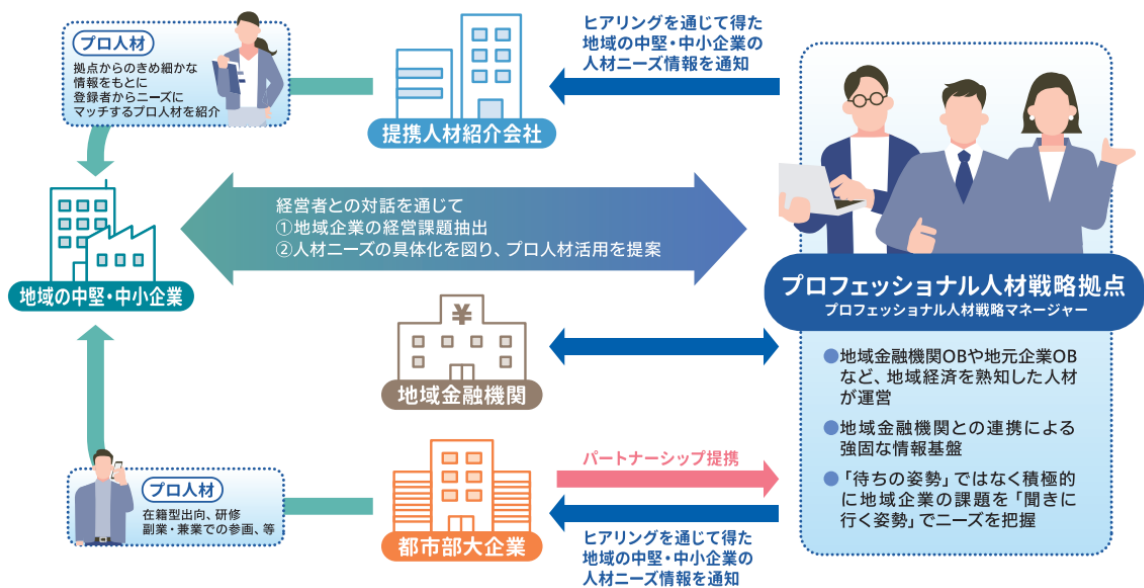 プロ人材
拠点からのきめ細かな
情報をもとに
登録者からニーズに
マッチするプロ人材を紹介
提携人材紹介会社
ヒアリングを通じて得た
地域の中堅・中小企業の
人材ニーズ情報を通知
経営者との対話を通じて
①地域企業の経営課題抽出
②人材ニーズの具体化を図り、プロ人材活用を提案
地域の中堅・中小企業
¥
地域金融機関
プロフェッショナル人材戦略拠点
プロフェッショナル人材戦略マネージャー
●地域金融機関OBや地元企業OB
など、地域経済を熟知した人材
が運営
●地域金融機関との連携による
強固な情報基盤
●「待ちの姿勢」ではなく積極的
に地域企業の課題を「聞きに
行く姿勢」でニーズを把握
プロ人材
在籍型出向、研修
副業・兼業での参画、等
都市部大企業
パートナーシップ提携
ヒアリングを通じて得た
地域の中堅・中小企業の
人材ニーズ情報を通知